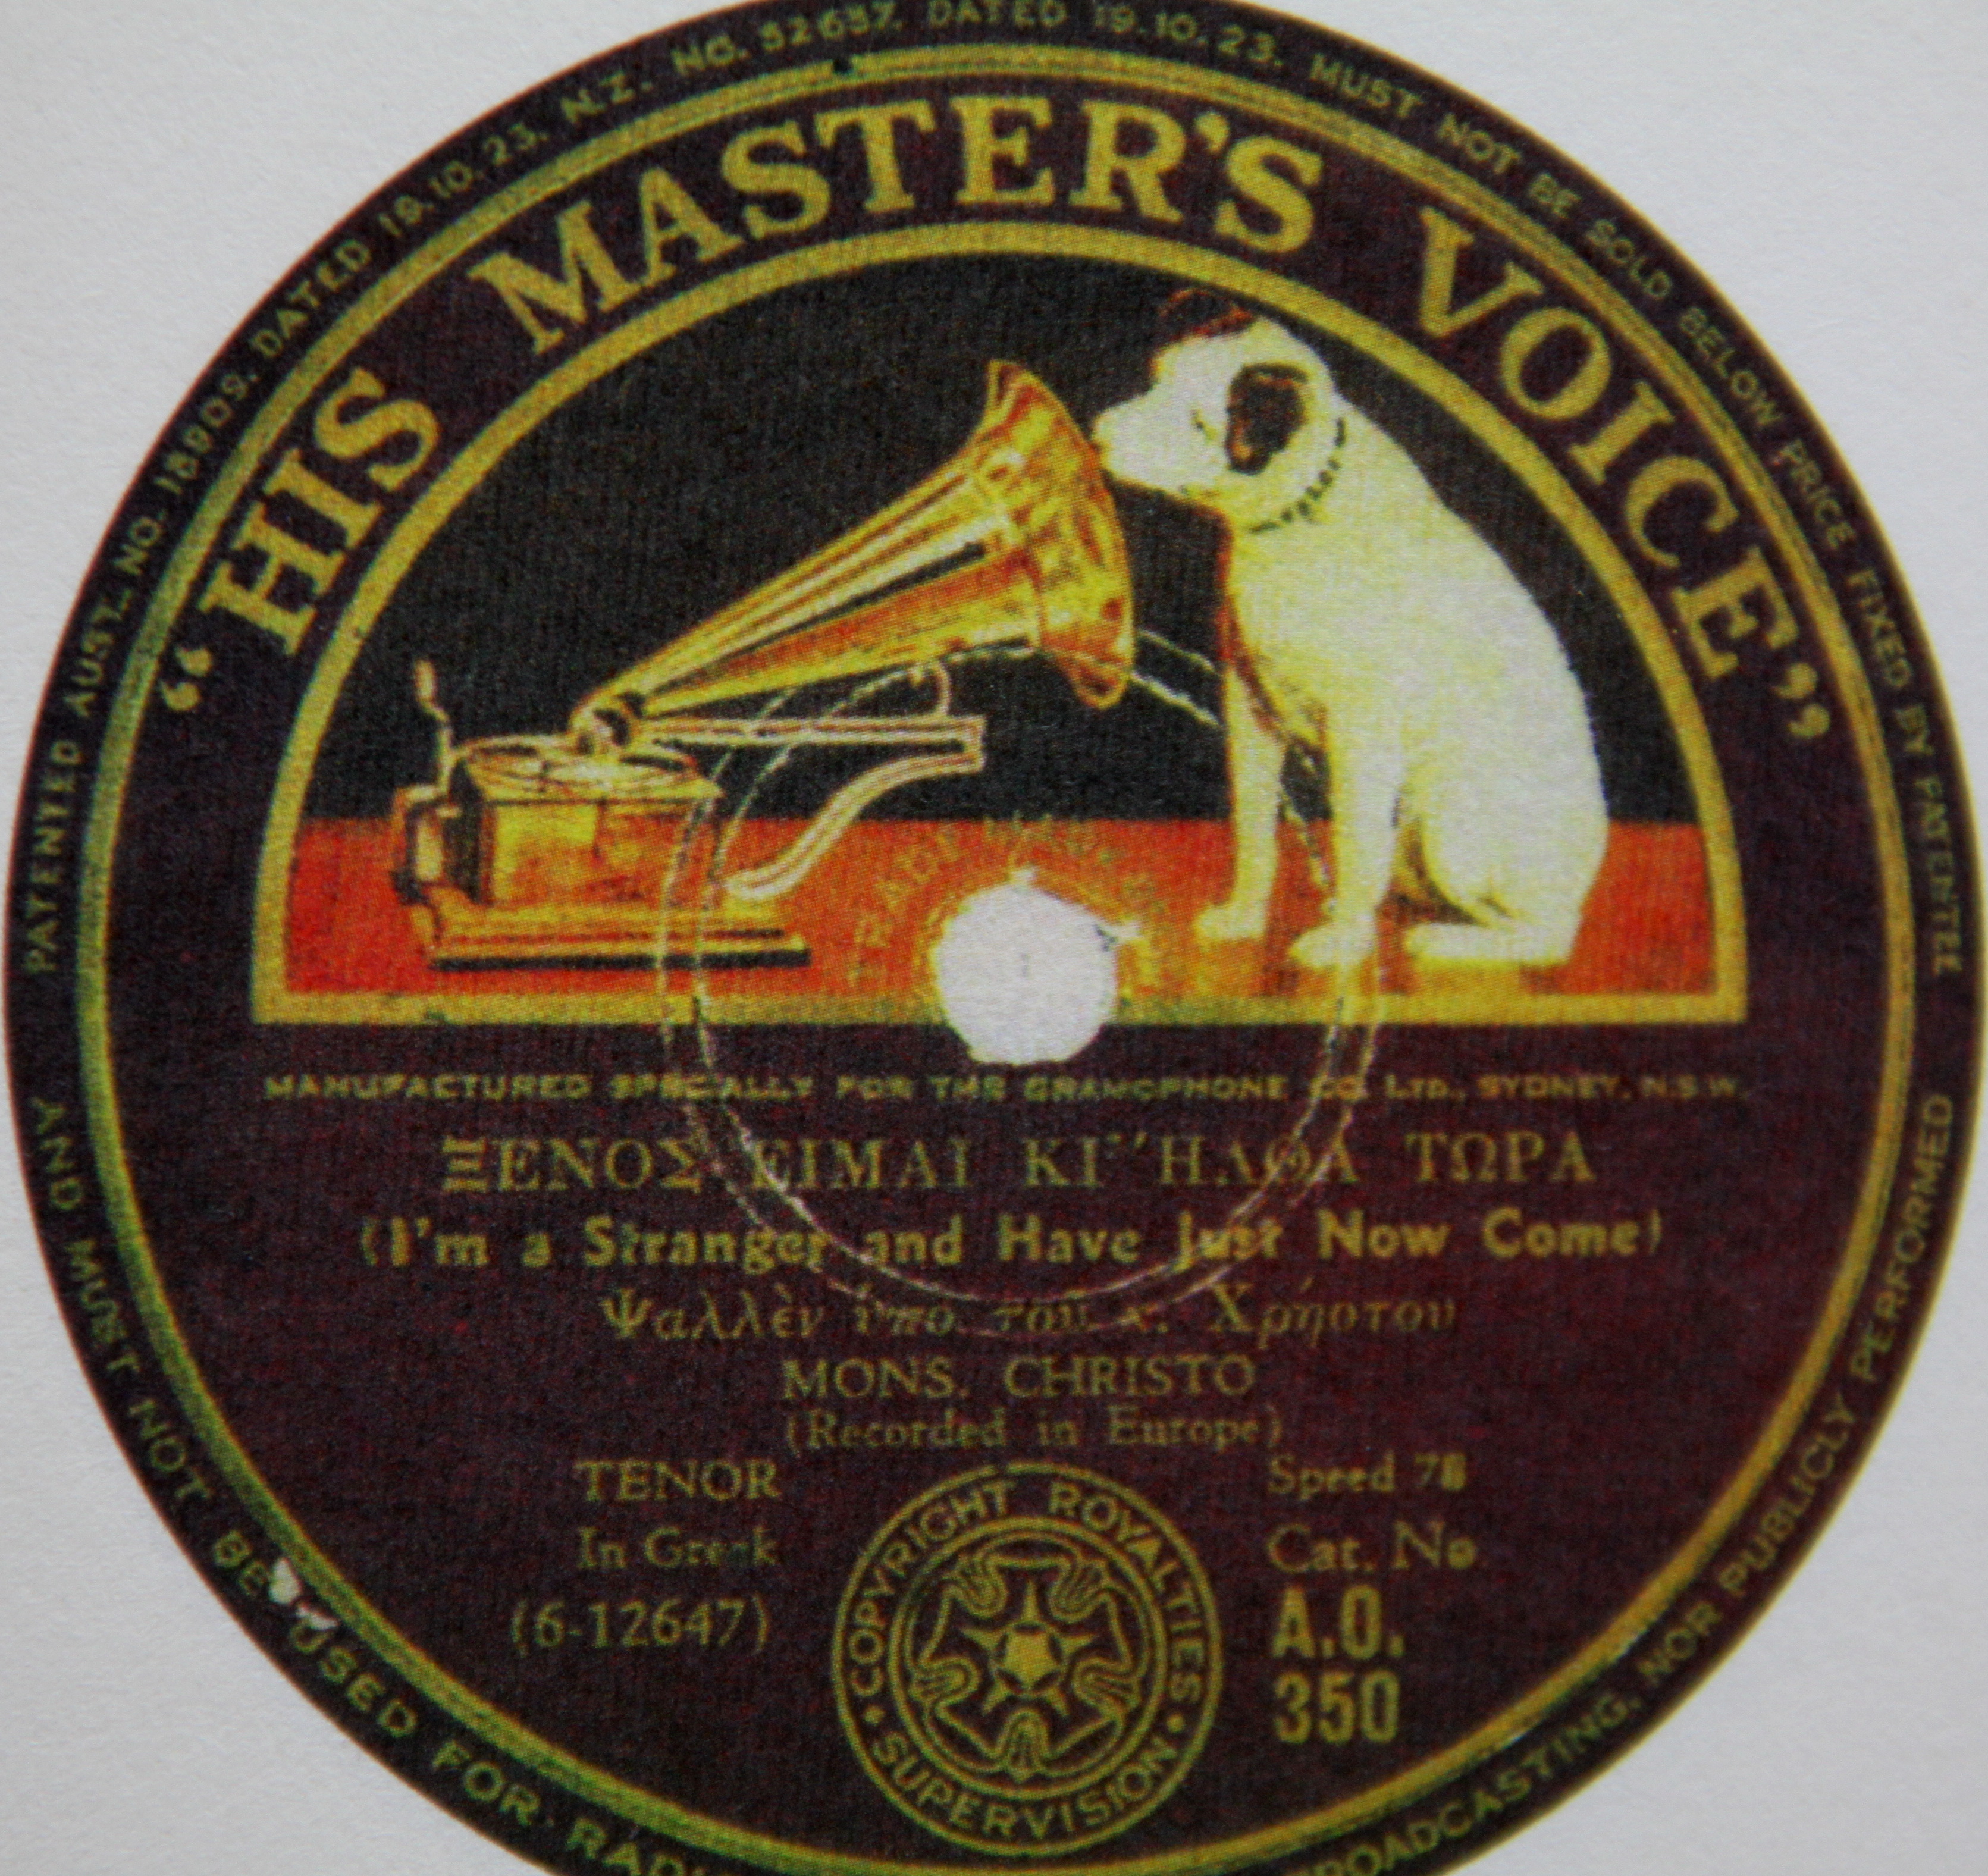 PATENTED AUST. NO. 18909. DATED 19.10.23. N.Z. No. 52657. DATED 19.10.23. MUST NOT BE SOLD BELOW PRICE FIXED BY PATENTEE
“HIS MASTER'S VOICE”
MANUFACTURED SPECIALLY FOR THE GRAMOPHONE CO. LTD., SYDNEY, N.S.W.
ΞΕΝΟΣ ΕΙΜΑΙ ΚΙ' ΉΛΘΑ ΤΩΡΑ
(I'm a Stranger and Have Just Now Come)
Ψαλλὲν ὑπὸ του κ. Χρήστου
MONS. CHRISTO
(Recorded in Europe)
TENOR
In Greek
(6-12647)
Speed 78
Cat. No.
A.O.
350
COPYRIGHT ROYALTIES
• SUPERVISION •
AND MUST NOT BE USED FOR RADIO BROADCASTING, NOR PUBLICLY PERFORMED